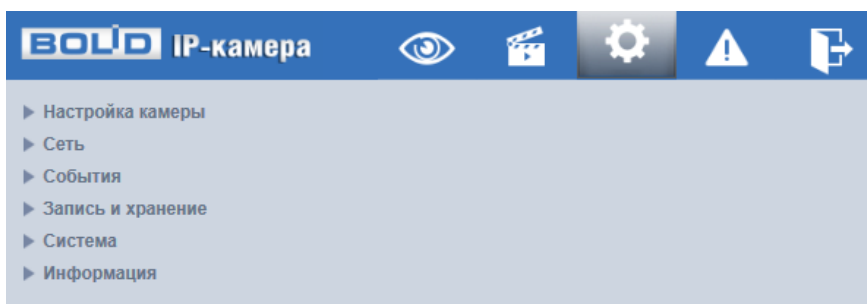 BOLID IP-камера
Настройка камеры
Сеть
События
Запись и хранение
Система
Информация